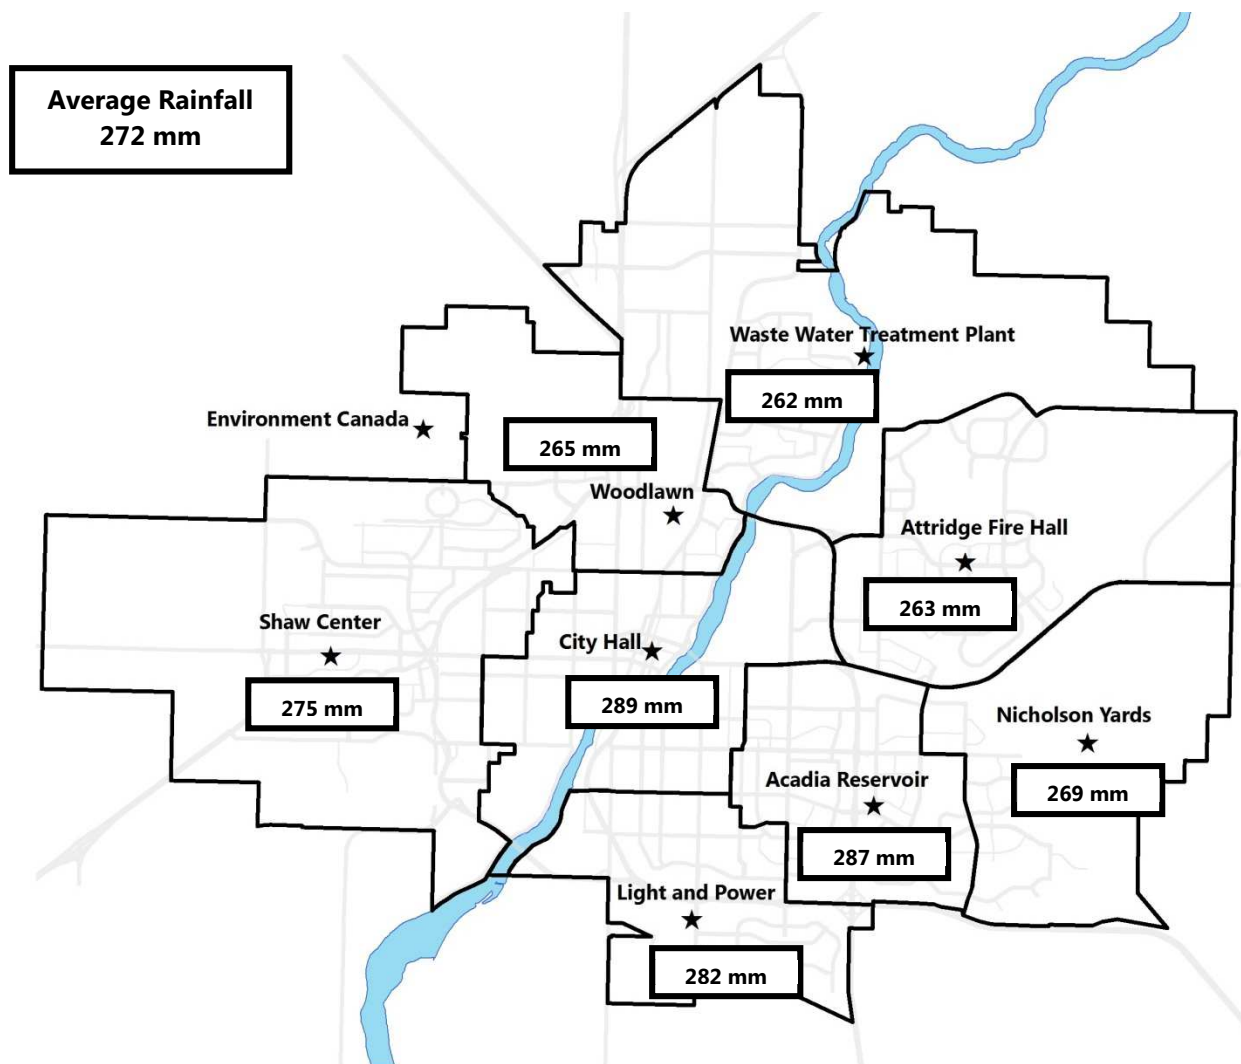 Average Rainfall
272 mm
Waste Water Treatment Plant
262 mm
Environment Canada
265 mm
Woodlawn
Attridge Fire Hall
263 mm
Shaw Center
275 mm
City Hall
289 mm
Nicholson Yards
269 mm
Acadia Reservoir
287 mm
Light and Power
282 mm